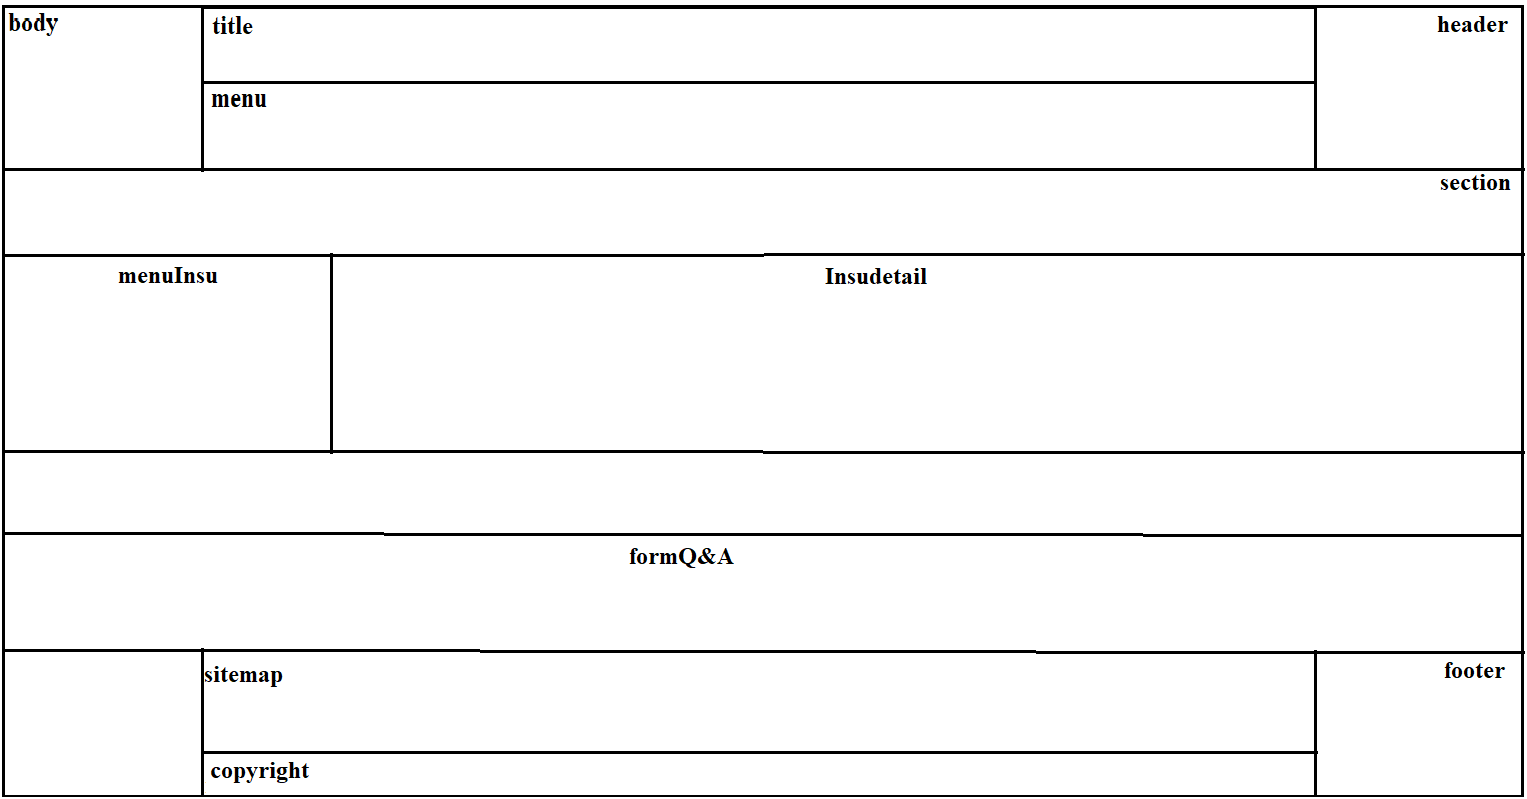 body
title
header
menu
section
menuInsu
Insudetail
formQ&A
sitemap
footer
copyright